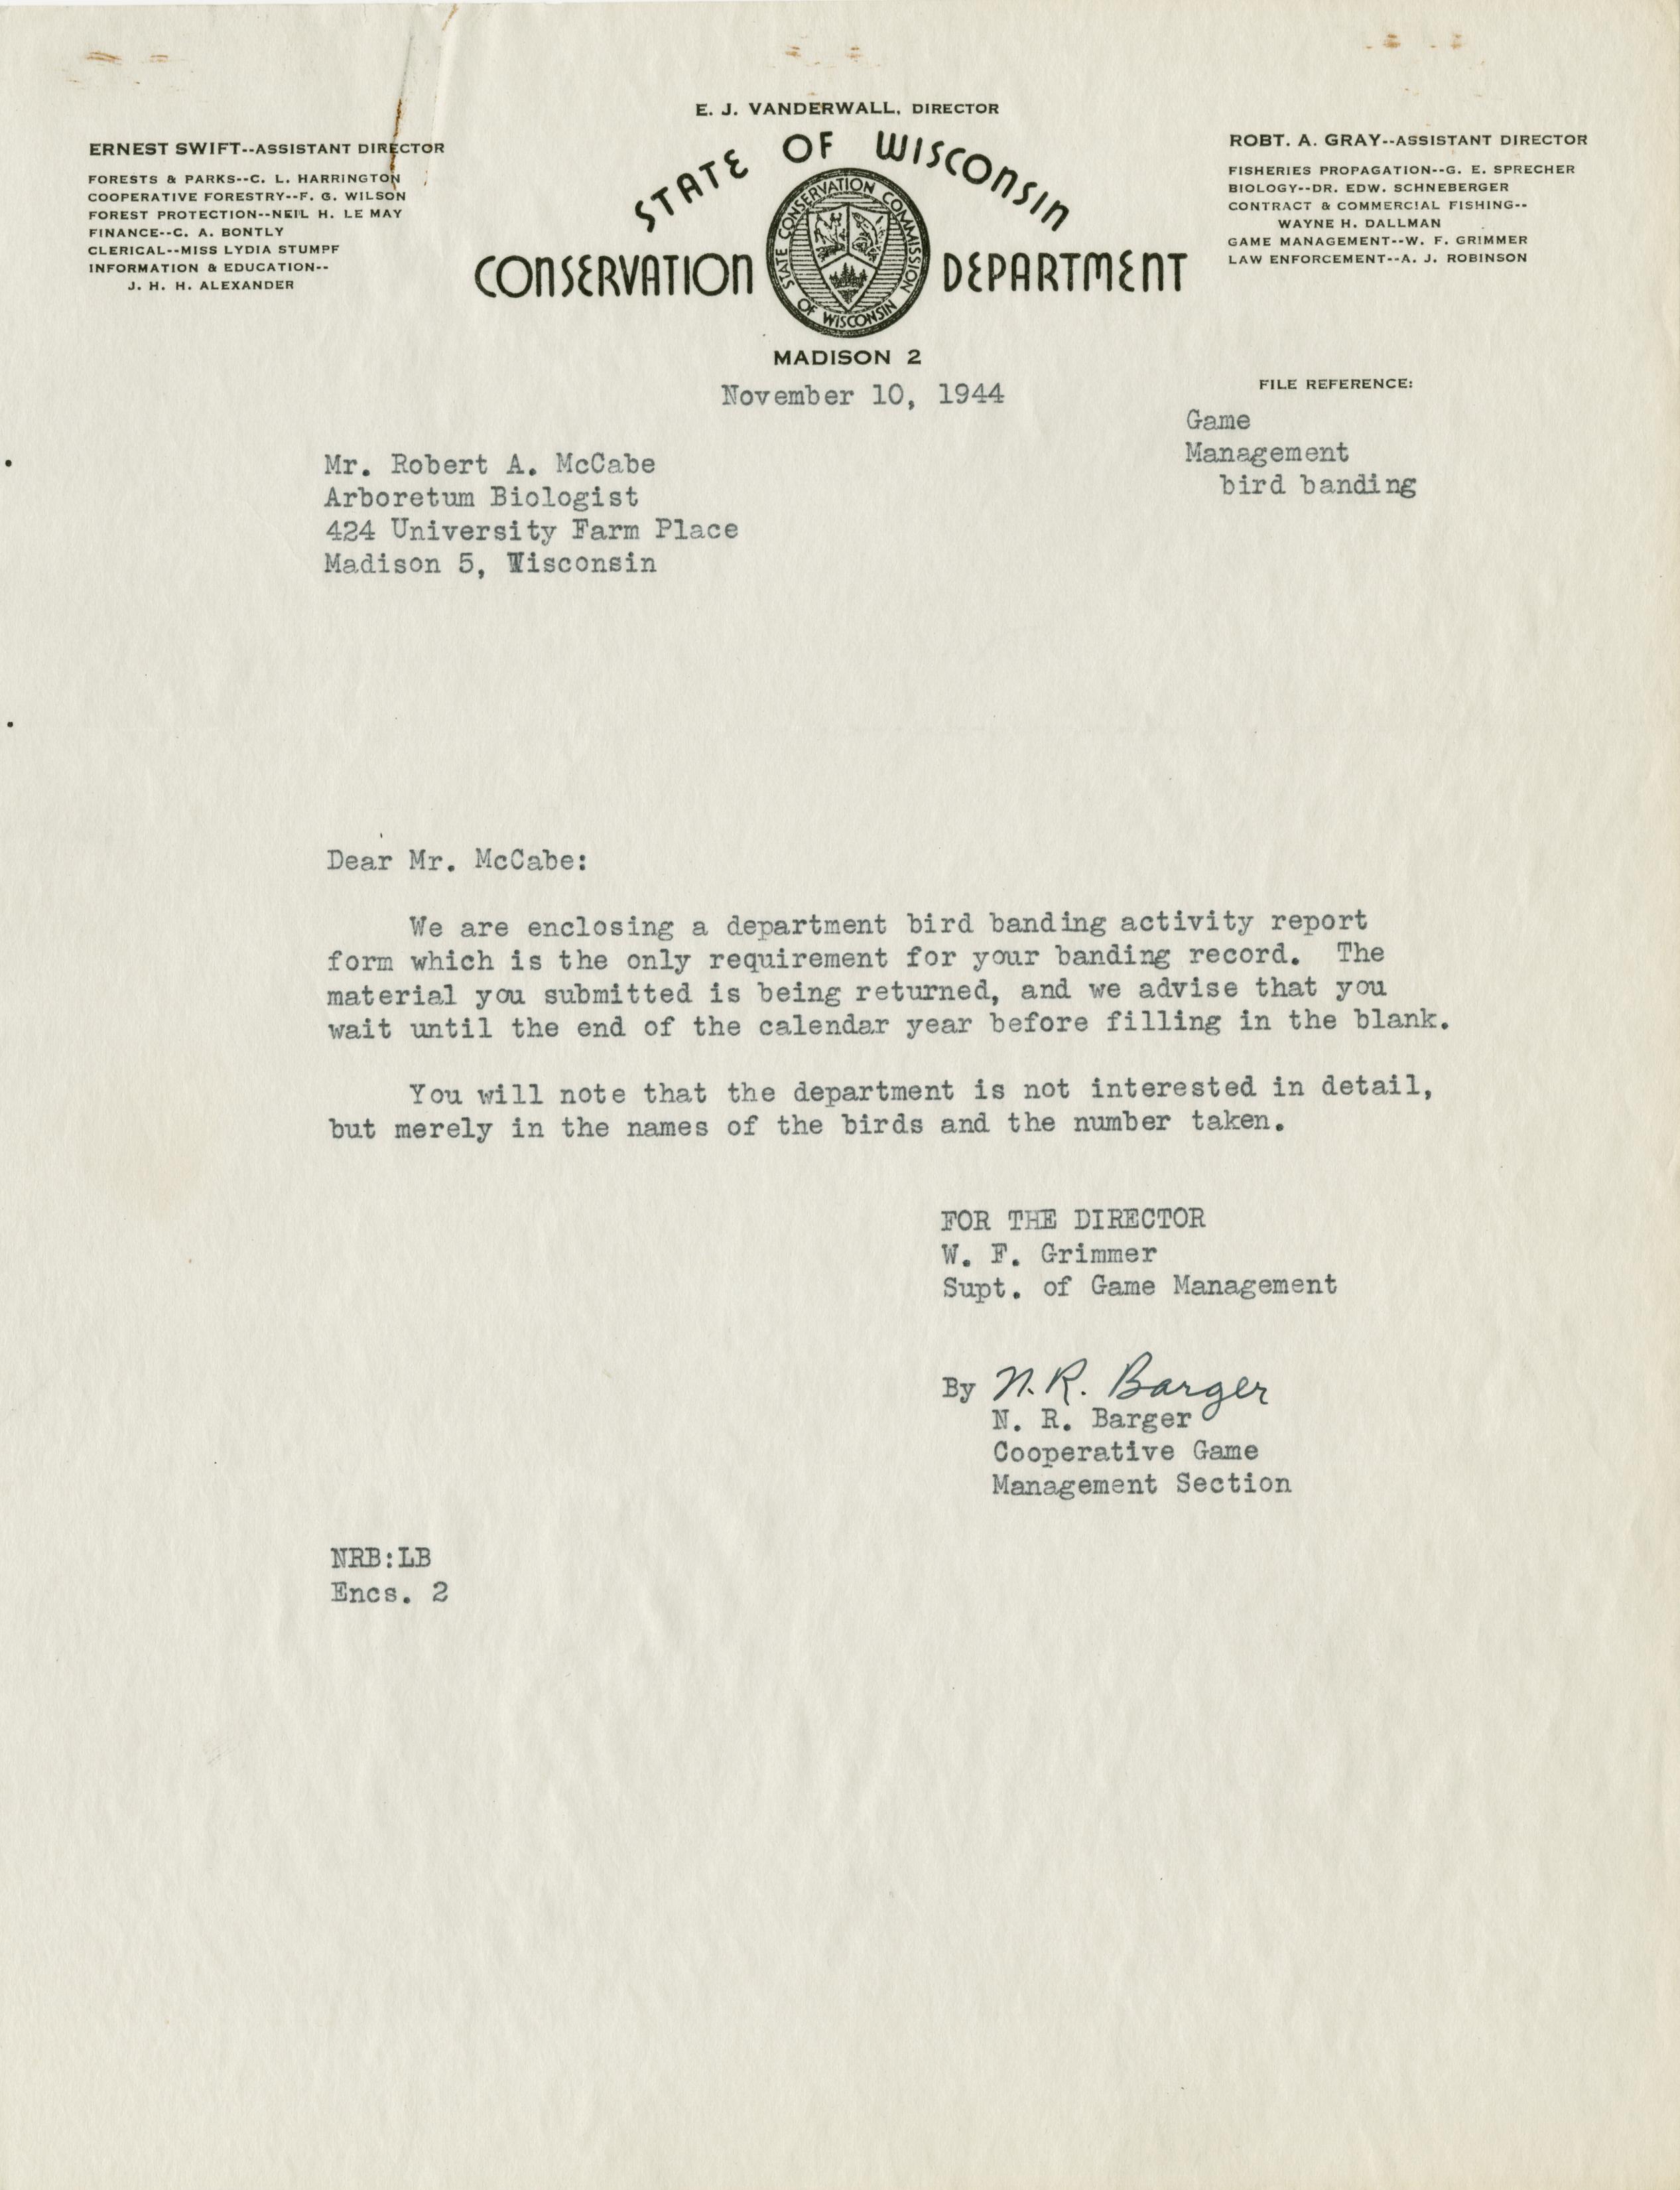 E. J. VANDERWALL, DIRECTOR
ERNEST SWIFT--ASSISTANT DIRECTOR
FORESTS & PARKS--C. L. HARRINGTON
COOPERATIVE FORESTRY--F. G. WILSON
FOREST PROTECTION--NEIL H. LE MAY
FINANCE--C. A. BONTLY
CLERICAL--MISS LYDIA STUMPF
INFORMATION & EDUCATION--
J. H. H. ALEXANDER
STATE OF WISCONSIN
CONSERVATION DEPARTMENT
STATE CONSERVATION COMMISSION
OF WISCONSIN
MADISON 2
ROBT. A. GRAY--ASSISTANT DIRECTOR
FISHERIES PROPAGATION--G. E. SPRECHER
BIOLOGY--DR. EDW. SCHNEBERGER
CONTRACT & COMMERCIAL FISHING--
WAYNE H. DALLMAN
GAME MANAGEMENT--W. F. GRIMMER
LAW ENFORCEMENT--A. J. ROBINSON
November 10, 1944
FILE REFERENCE:
Game
Management
bird banding
Mr. Robert A. McCabe
Arboretum Biologist
424 University Farm Place
Madison 5, Wisconsin
Dear Mr. McCabe:
We are enclosing a department bird banding activity report
form which is the only requirement for your banding record. The
material you submitted is being returned, and we advise that you
wait until the end of the calendar year before filling in the blank.
You will note that the department is not interested in detail,
but merely in the names of the birds and the number taken.
FOR THE DIRECTOR
W. F. Grimmer
Supt. of Game Management
By N. R. Barger
N. R. Barger
Cooperative Game
Management Section
NRB:LB
Encs. 2